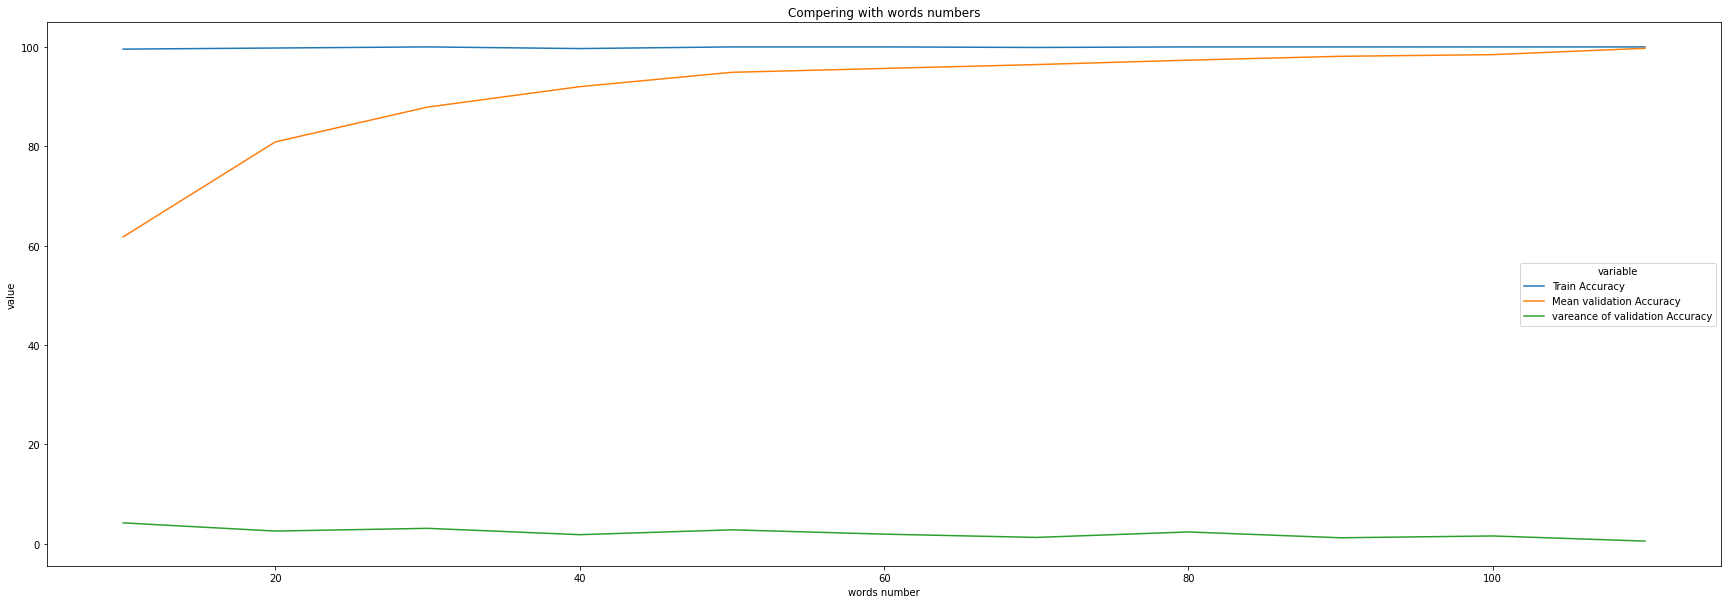 Compering with words numbers
100
80
60
40
20
0
value
variable
Train Accuracy
Mean validation Accuracy
vareance of validation Accuracy
20 40 60 80 100
words number